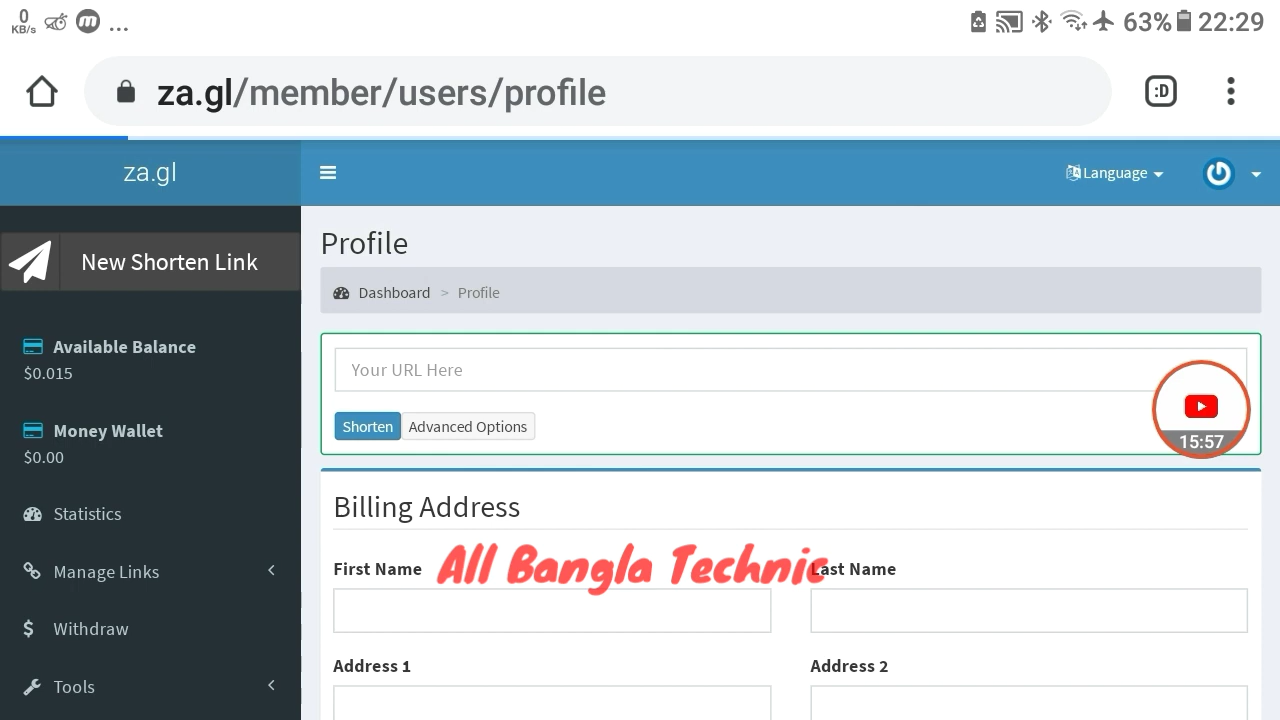 0
KB/s
m
...
63%
22:29
za.gl/member/users/profile
:D
za.gl
Language
New Shorten Link
Profile
Dashboard > Profile
Available Balance
$0.015
Your URL Here
Shorten
Advanced Options
15:57
Money Wallet
$0.00
Billing Address
Statistics
All Bangla Technic
First Name
Last Name
Manage Links
Withdraw
Address 1
Address 2
Tools